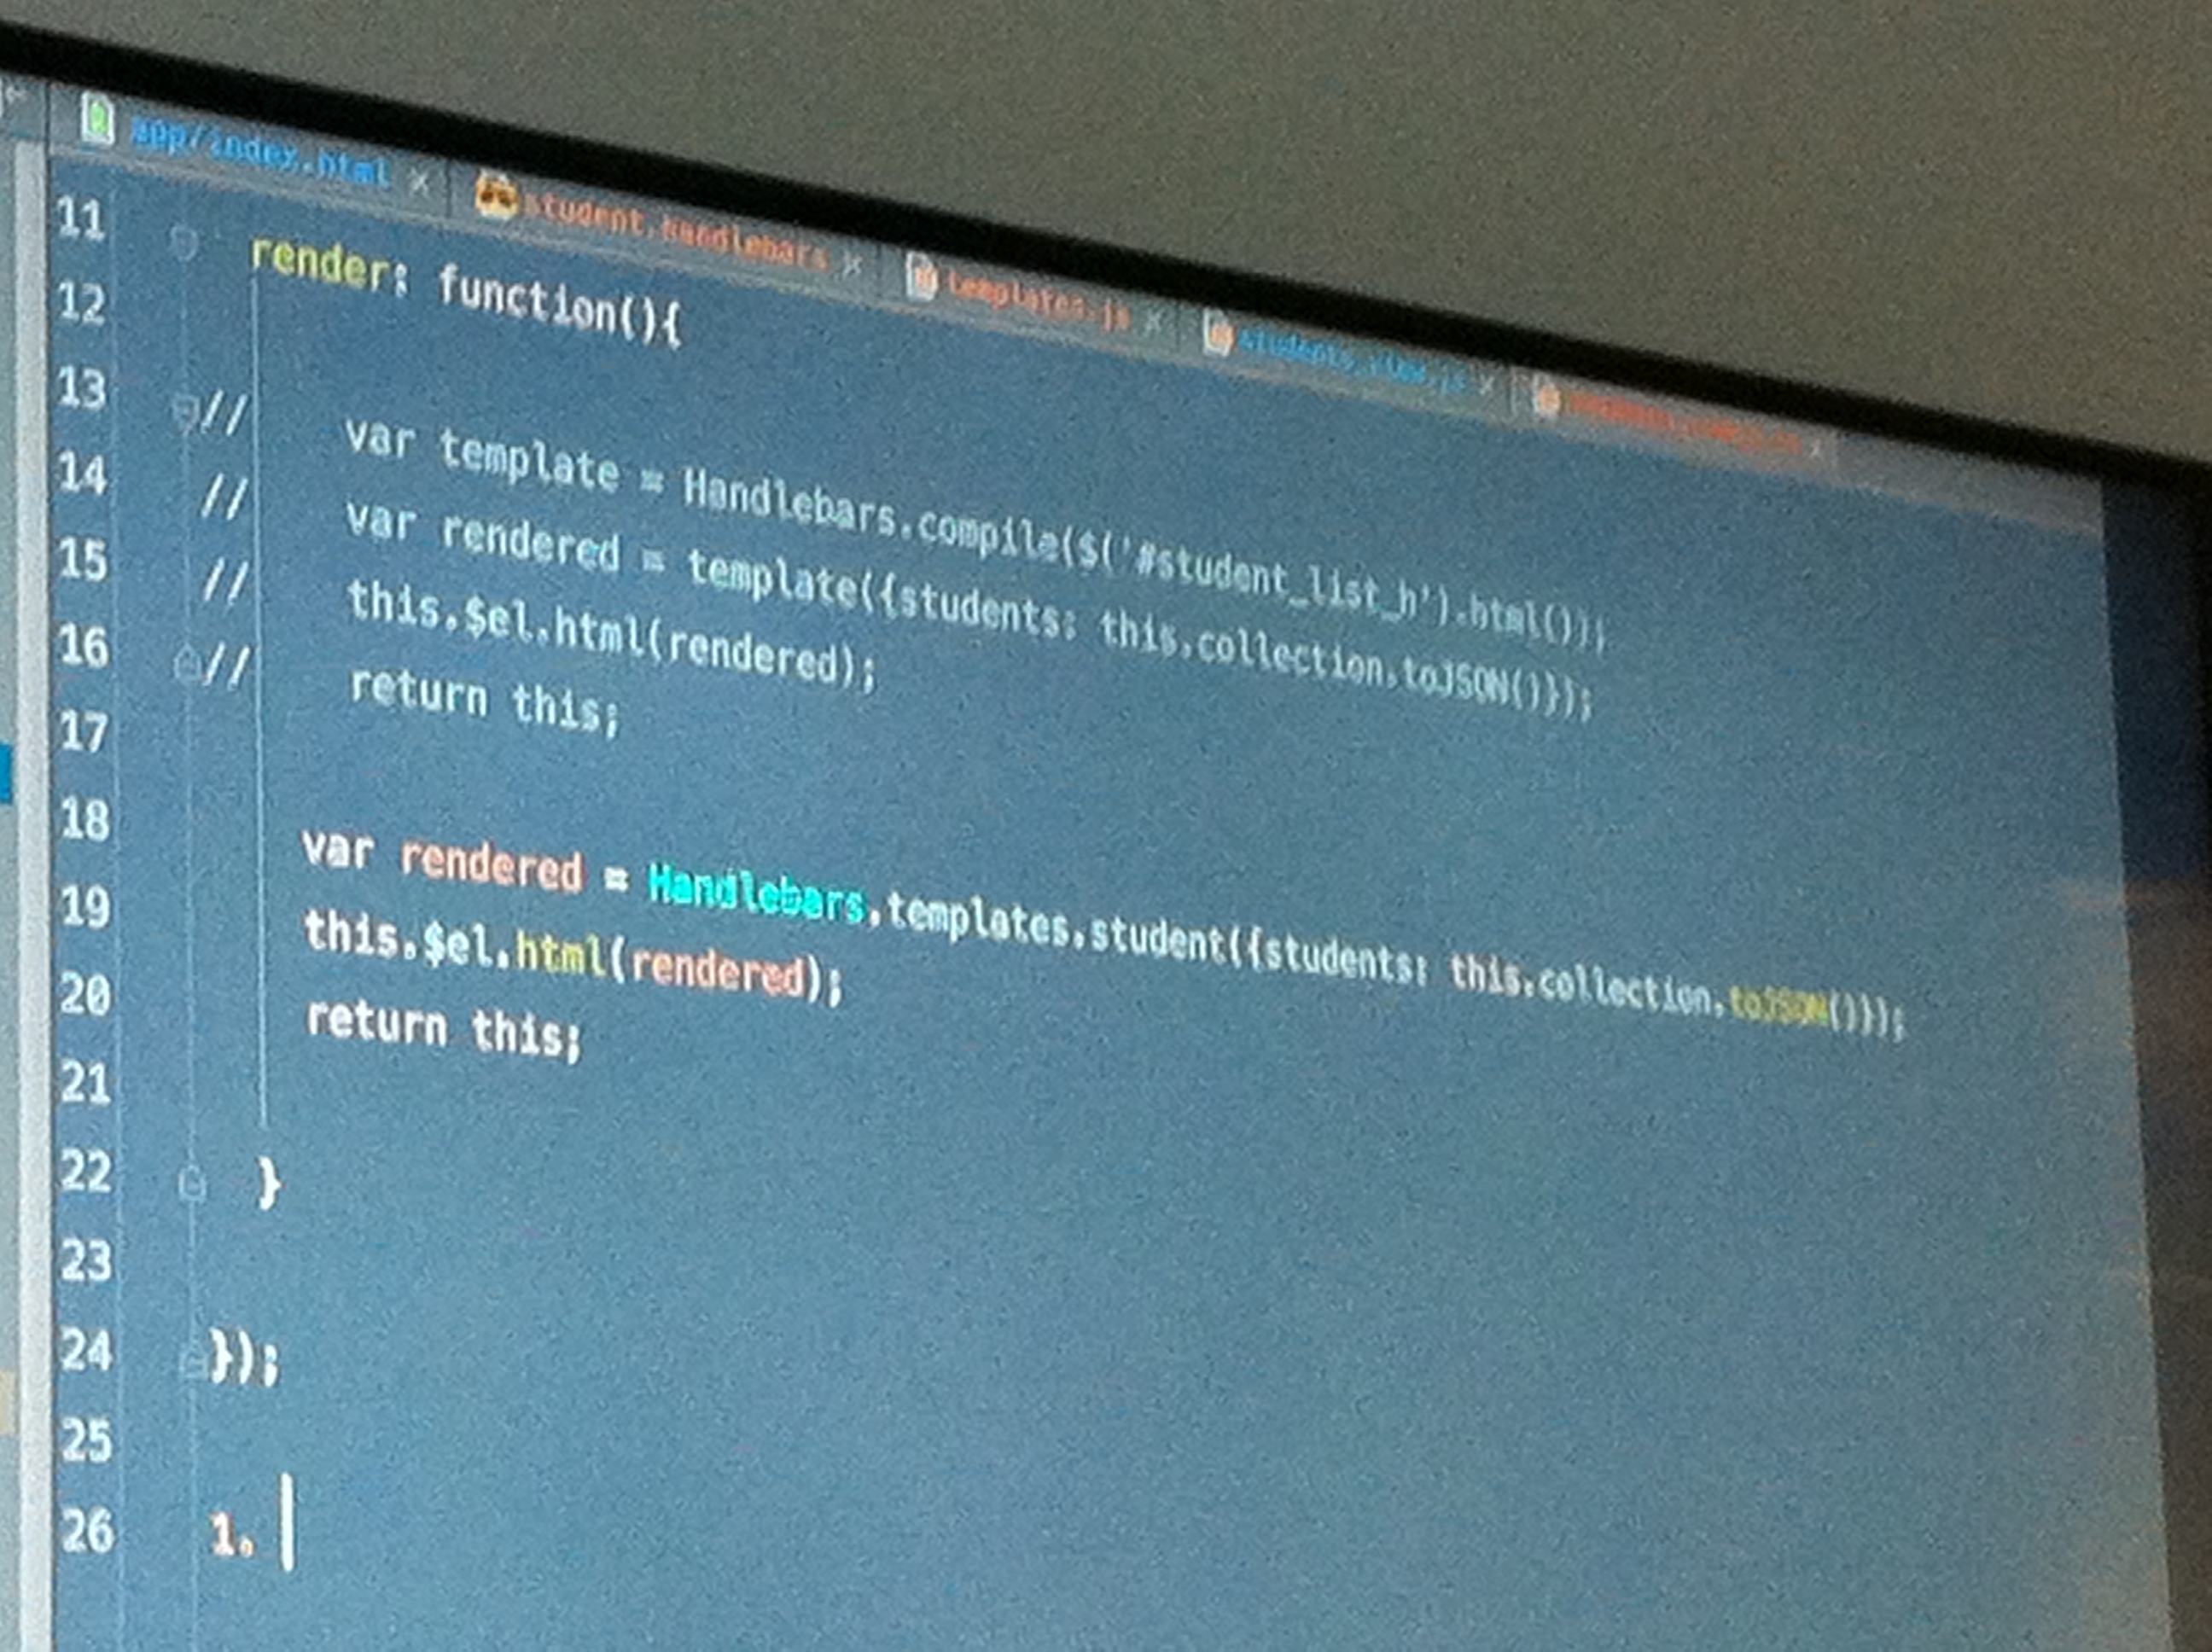 app/index.html × student.handlebars × templates.js × students_view.js ×
11 render: function(){
12
13 // var template = Handlebars.compile($('#student_list_h').html());
14 // var rendered = template({students: this.collection.toJSON()});
15 // this.$el.html(rendered);
16 // return this;
17
18 var rendered = Handlebars.templates.student({students: this.collection.toJSON()});
19 this.$el.html(rendered);
20 return this;
21
22 }
23
24 });
25
26 1.